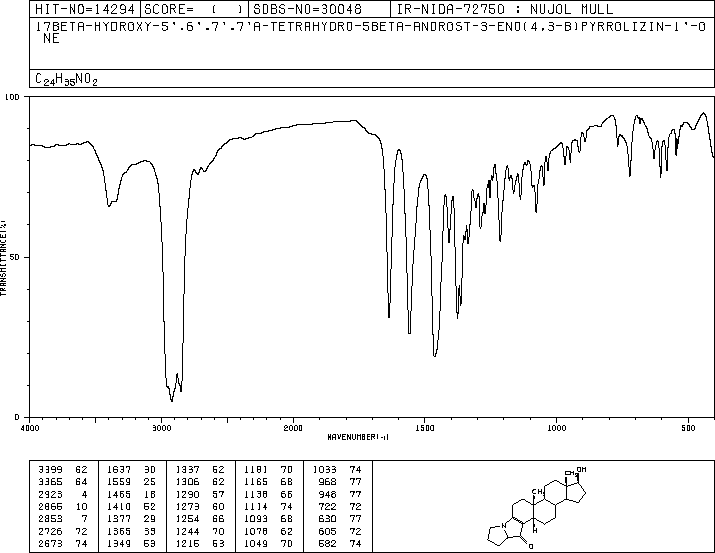 HIT-NO=14294 SCORE= ( ) SDBS-NO=30048 IR-NIDA-72750 : NUJOL MULL
17BETA-HYDROXY-5'.6'.7'.7'A-TETRAHYDRO-5BETA-ANDROST-3-ENO(4,3-B)PYRROLIZIN-1'-O
NE
C24H35NO2
100
50
0
TRANSMITTANCE(%)
4000 3000 2000 1500 1000 500
WAVENUMBER(-1)
3399 62 1637 30 1337 62 1181 70 1033 74
3365 64 1559 25 1306 62 1165 68 968 77
2923 4 1465 18 1290 57 1138 66 948 77
2866 10 1410 52 1273 60 1114 74 722 72
2853 7 1377 29 1254 66 1093 68 630 77
2726 72 1365 35 1244 70 1078 62 605 72
2673 74 1349 53 1215 53 1049 70 582 74
OH
CH3
CH3
N
H
O